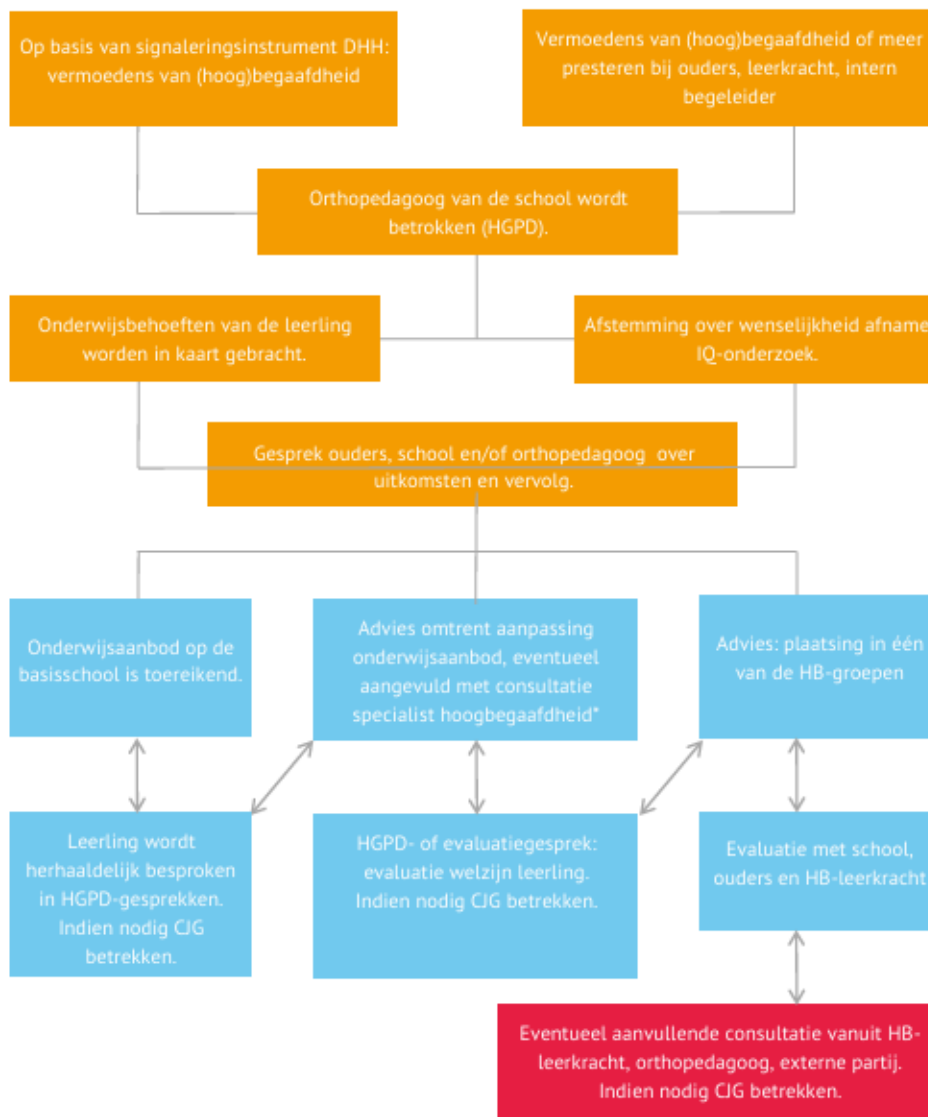 Op basis van signaleringsinstrument DHH:
vermoedens van (hoog)begaafdheid
Vermoedens van (hoog)begaafdheid of meer
presteren bij ouders, leerkracht, intern
begeleider
Orthopedagoog van de school wordt
betrokken (HGPD).
Onderwijsbehoeften van de leerling
worden in kaart gebracht.
Afstemming over wenselijkheid afname
IQ-onderzoek.
Gesprek ouders, school en/of orthopedagoog over
uitkomsten en vervolg.
Onderwijsaanbod op de
basisschool is toereikend.
Advies omtrent aanpassing
onderwijsaanbod, eventueel
aangevuld met consultatie
specialist hoogbegaafdheid*
Advies: plaatsing in één
van de HB-groepen
Leerling wordt
herhaaldelijk besproken
in HGPD-gesprekken.
Indien nodig CJG
betrekken.
HGPD- of evaluatiegesprek:
evaluatie welzijn leerling.
Indien nodig CJG betrekken.
Evaluatie met school,
ouders en HB-leerkracht
Eventueel aanvullende consultatie vanuit HB-
leerkracht, orthopedagoog, externe partij.
Indien nodig CJG betrekken.